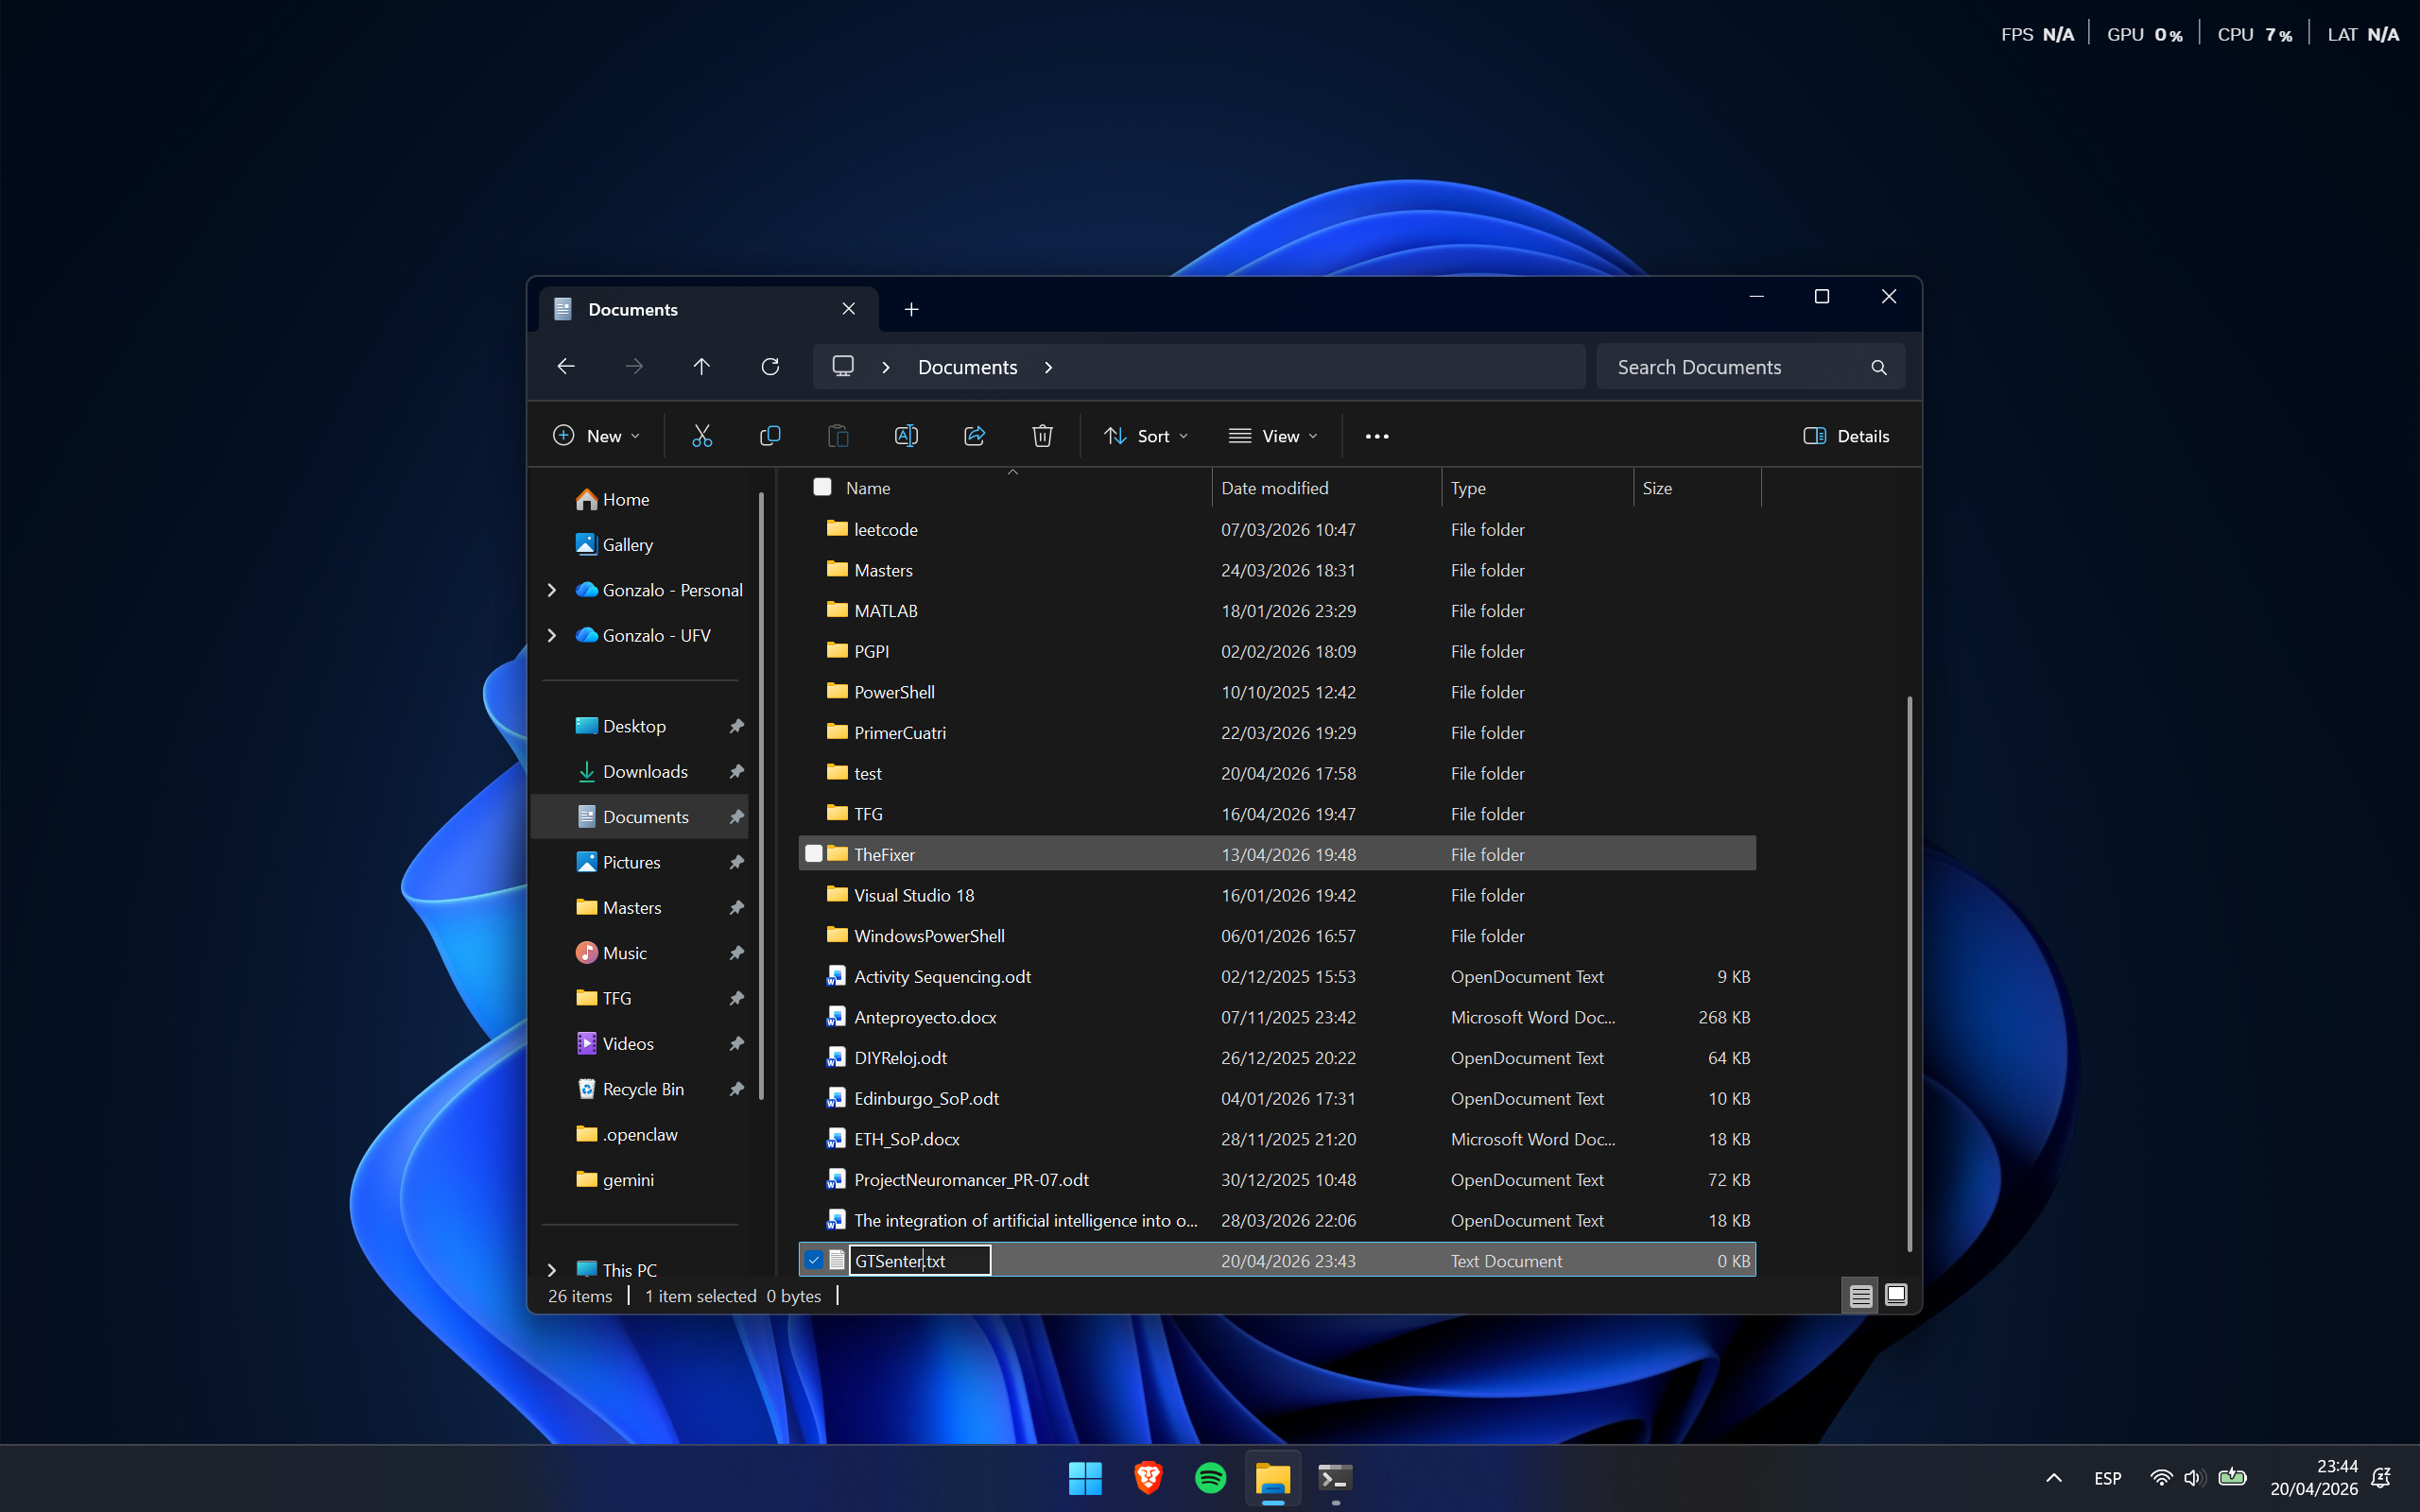 FPS N/A GPU 0 % CPU 7 % LAT N/A
Documents
Documents
Search Documents
New
Sort
View
Details
Home
Gallery
Gonzalo - Personal
Gonzalo - UFV
Desktop
Downloads
Documents
Pictures
Masters
Music
TFG
Videos
Recycle Bin
.openclaw
gemini
This PC
Name Date modified Type Size
leetcode 07/03/2026 10:47 File folder
Masters 24/03/2026 18:31 File folder
MATLAB 18/01/2026 23:29 File folder
PGPI 02/02/2026 18:09 File folder
PowerShell 10/10/2025 12:42 File folder
PrimerCuatri 22/03/2026 19:29 File folder
test 20/04/2026 17:58 File folder
TFG 16/04/2026 19:47 File folder
TheFixer 13/04/2026 19:48 File folder
Visual Studio 18 16/01/2026 19:42 File folder
WindowsPowerShell 06/01/2026 16:57 File folder
Activity Sequencing.odt 02/12/2025 15:53 OpenDocument Text 9 KB
Anteproyecto.docx 07/11/2025 23:42 Microsoft Word Doc... 268 KB
DIYReloj.odt 26/12/2025 20:22 OpenDocument Text 64 KB
Edinburgo_SoP.odt 04/01/2026 17:31 OpenDocument Text 10 KB
ETH_SoP.docx 28/11/2025 21:20 Microsoft Word Doc... 18 KB
ProjectNeuromancer_PR-07.odt 30/12/2025 10:48 OpenDocument Text 72 KB
The integration of artificial intelligence into o... 28/03/2026 22:06 OpenDocument Text 18 KB
GTSenter.txt 20/04/2026 23:43 Text Document 0 KB
26 items 1 item selected 0 bytes
ESP
23:44
20/04/2026